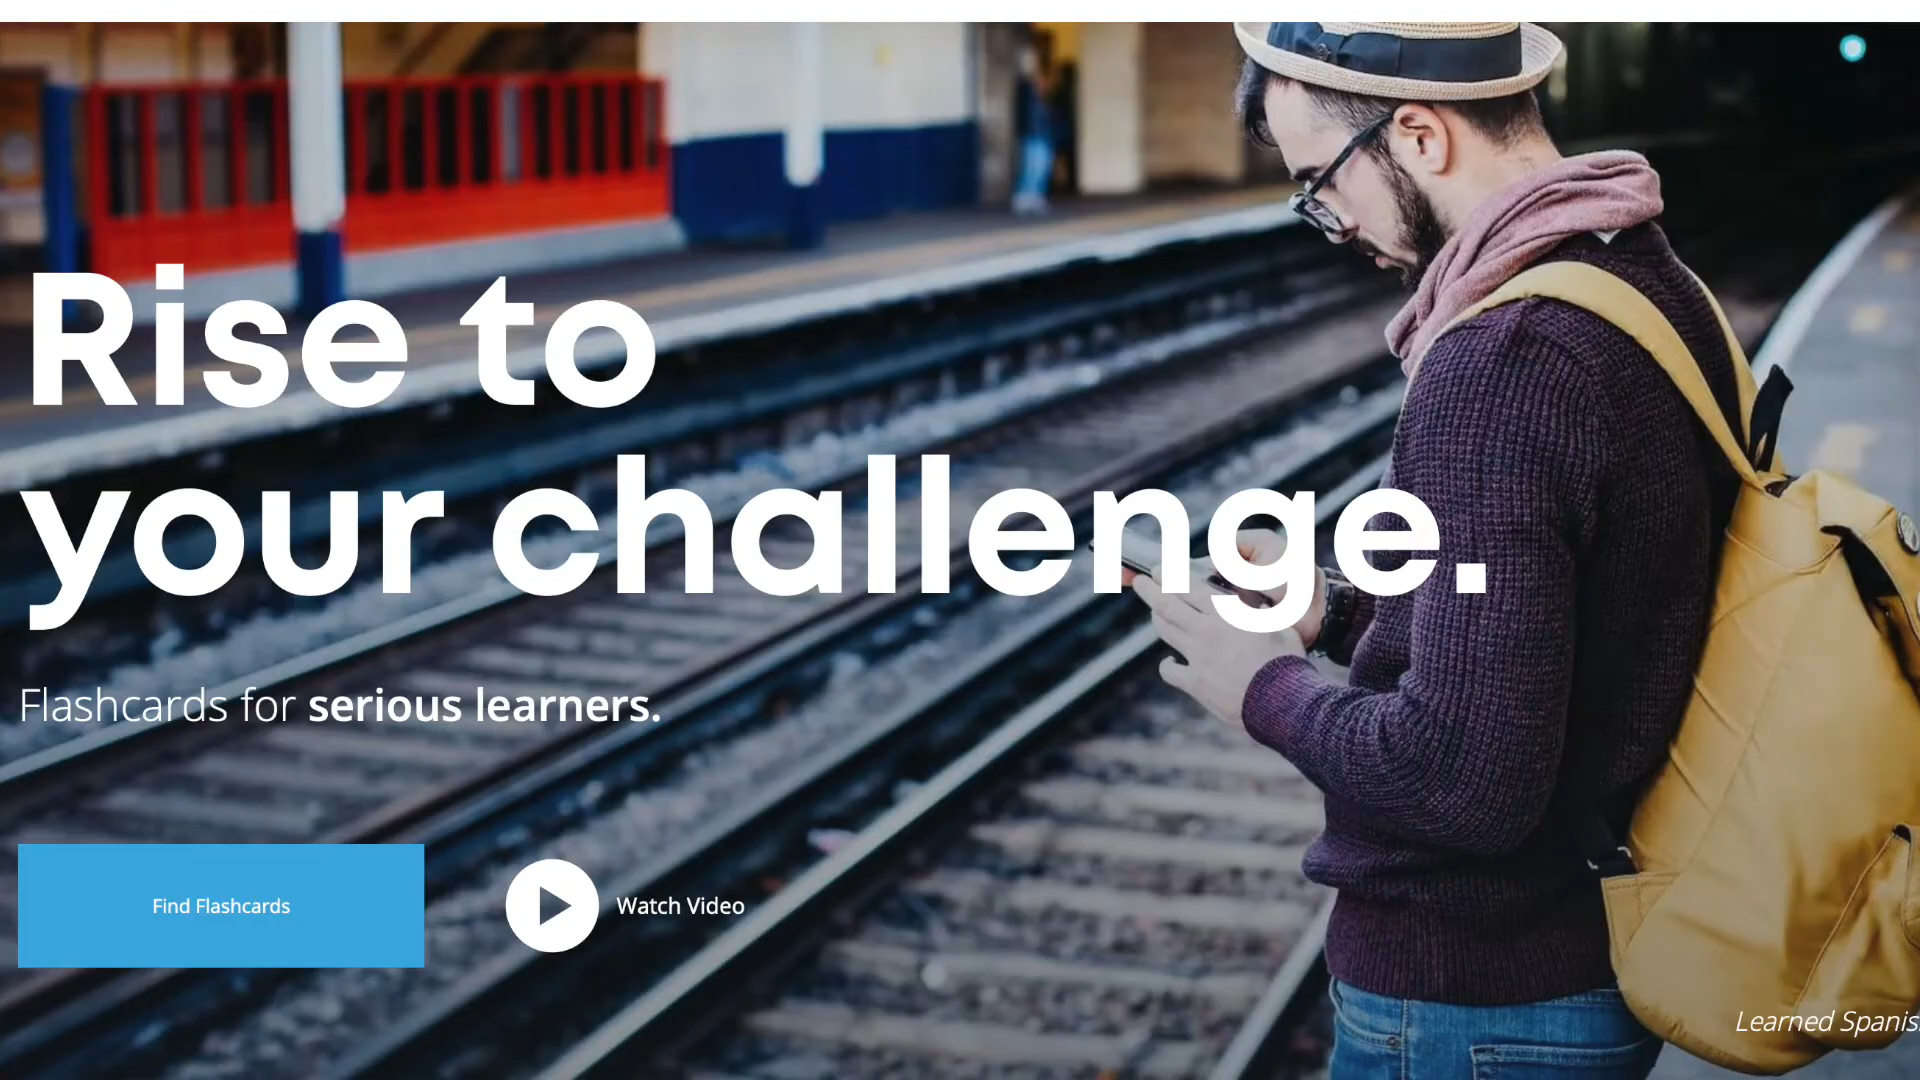 Rise to
your challenge.
Flashcards for serious learners.
Find Flashcards
Watch Video
Learned